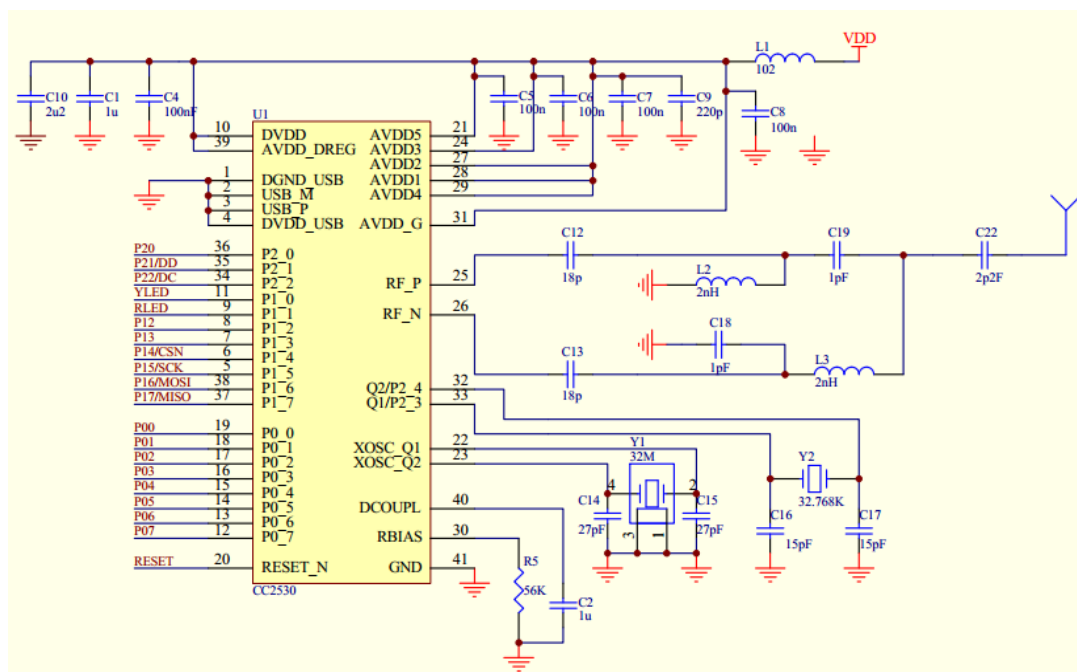 L1
VDD
102
C10
2u2
C1
1u
C4
100nF
C5
100n
C6
100n
C7
100n
C9
220p
C8
100n
U1
10 DVDD
39 AVDD_DREG
1 DGND_USB
2 USB_M
3 USB_P
4 DVDD_USB
AVDD5 21
AVDD3 24
AVDD2 27
AVDD1 28
AVDD4 29
AVDD_G 31
P20 36 P2_0
P21/DD 35 P2_1
P22/DC 34 P2_2
YLED 11 P1_0
RLED 9 P1_1
P12 8 P1_2
P13 7 P1_3
P14/CSN 6 P1_4
P15/SCK 5 P1_5
P16/MOSI 38 P1_6
P17/MISO 37 P1_7
P00 19 P0_0
P01 18 P0_1
P02 17 P0_2
P03 16 P0_3
P04 15 P0_4
P05 14 P0_5
P06 13 P0_6
P07 12 P0_7
RESET 20 RESET_N
RF_P 25
RF_N 26
Q2/P2_4 32
Q1/P2_3 33
XOSC_Q1 22
XOSC_Q2 23
DCOUPL 40
RBIAS 30
GND 41
CC2530
C12
18p
L2
2nH
C19
1pF
C22
2p2F
C18
1pF
C13
18p
L3
2nH
Y1
32M
4
2
3
1
C14
27pF
C15
27pF
Y2
32.768K
C16
15pF
C17
15pF
R5
56K
C2
1u